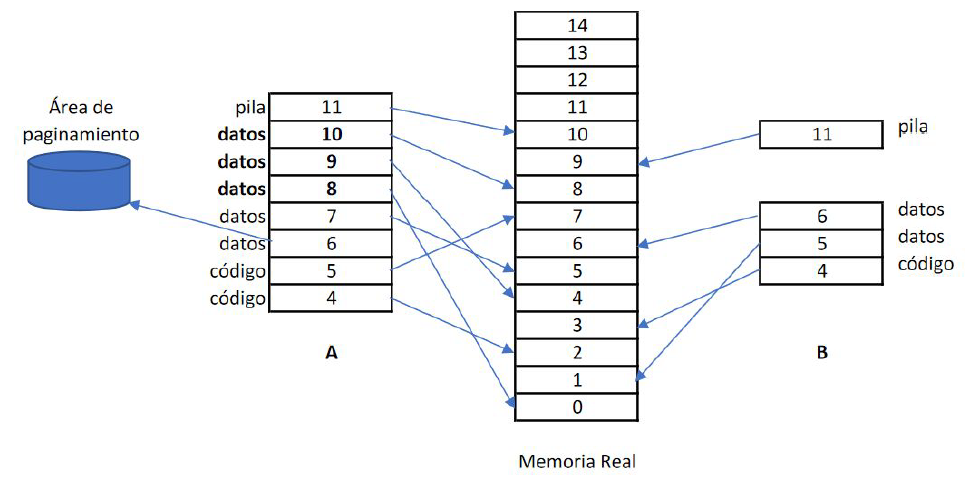 Área de
paginamiento
pila 11
datos 10
datos 9
datos 8
datos 7
datos 6
código 5
código 4
A
14
13
12
11
10
9
8
7
6
5
4
3
2
1
0
Memoria Real
11 pila
6 datos
5 datos
4 código
B